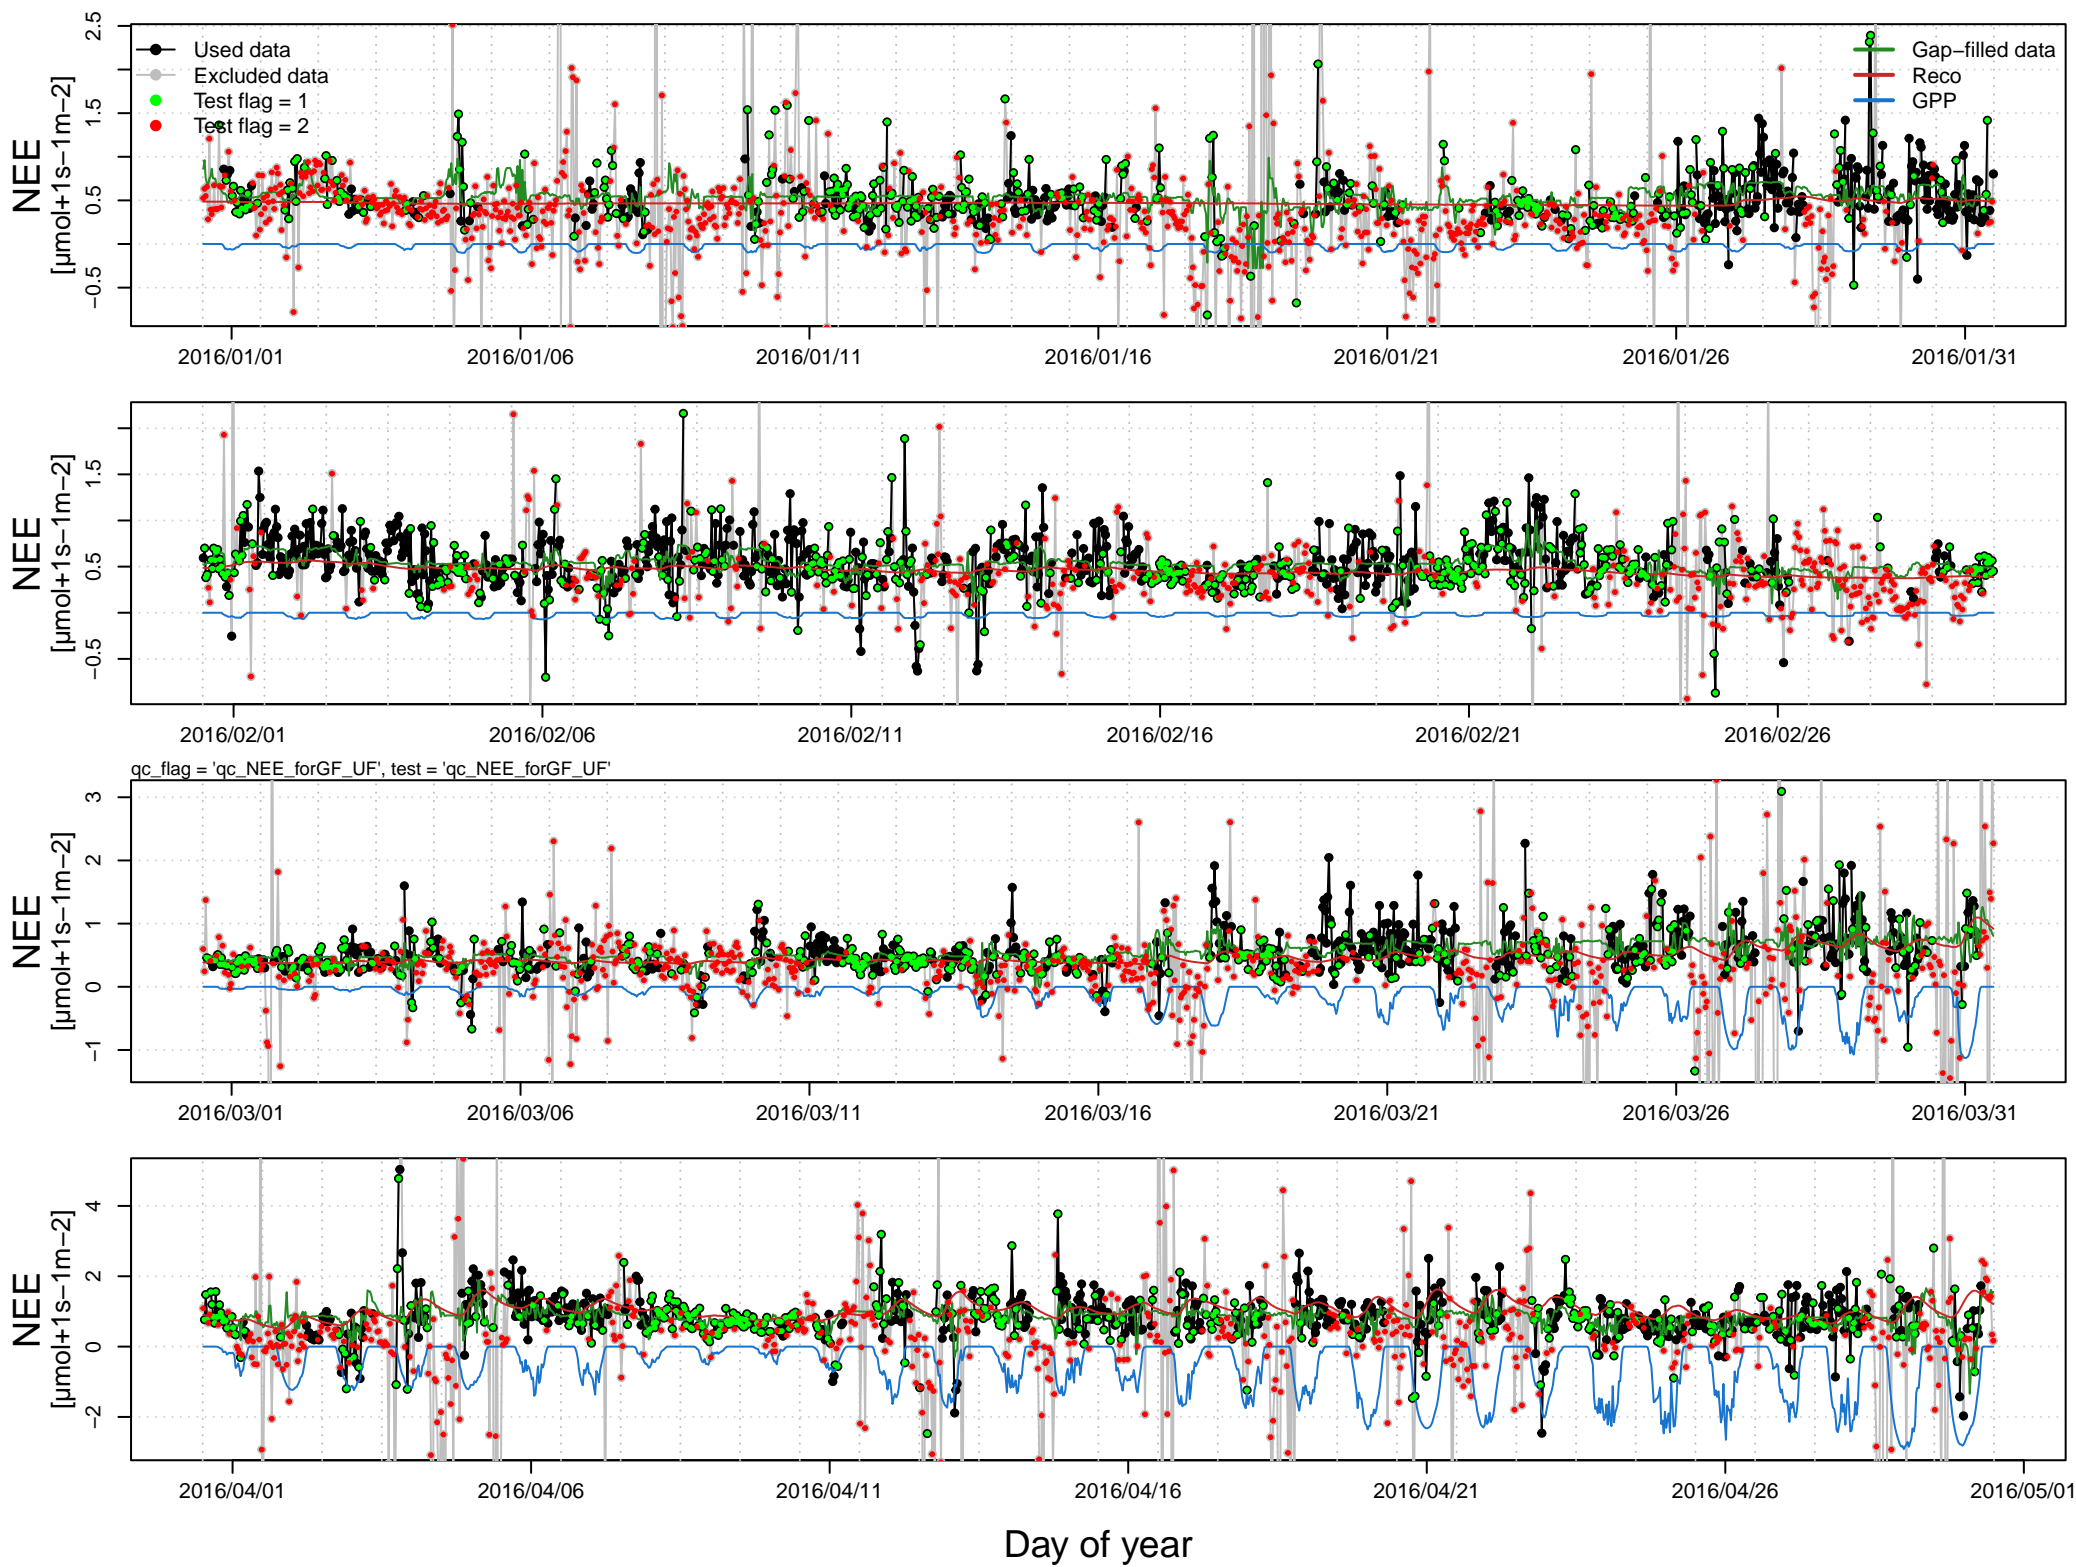 2.5
1.5
0.5
−0.5
NEE
[µmol+1s−1m−2]
Used data
Excluded data
Test flag = 1
Test flag = 2
Gap−filled data
Reco
GPP
2016/01/01 2016/01/06 2016/01/11 2016/01/16 2016/01/21 2016/01/26 2016/01/31
1.5
0.5
−0.5
NEE
[µmol+1s−1m−2]
2016/02/01 2016/02/06 2016/02/11 2016/02/16 2016/02/21 2016/02/26
qc_flag = 'qc_NEE_forGF_UF', test = 'qc_NEE_forGF_UF'
3
2
1
0
−1
NEE
[µmol+1s−1m−2]
2016/03/01 2016/03/06 2016/03/11 2016/03/16 2016/03/21 2016/03/26 2016/03/31
4
2
0
−2
NEE
[µmol+1s−1m−2]
2016/04/01 2016/04/06 2016/04/11 2016/04/16 2016/04/21 2016/04/26 2016/05/01
Day of year